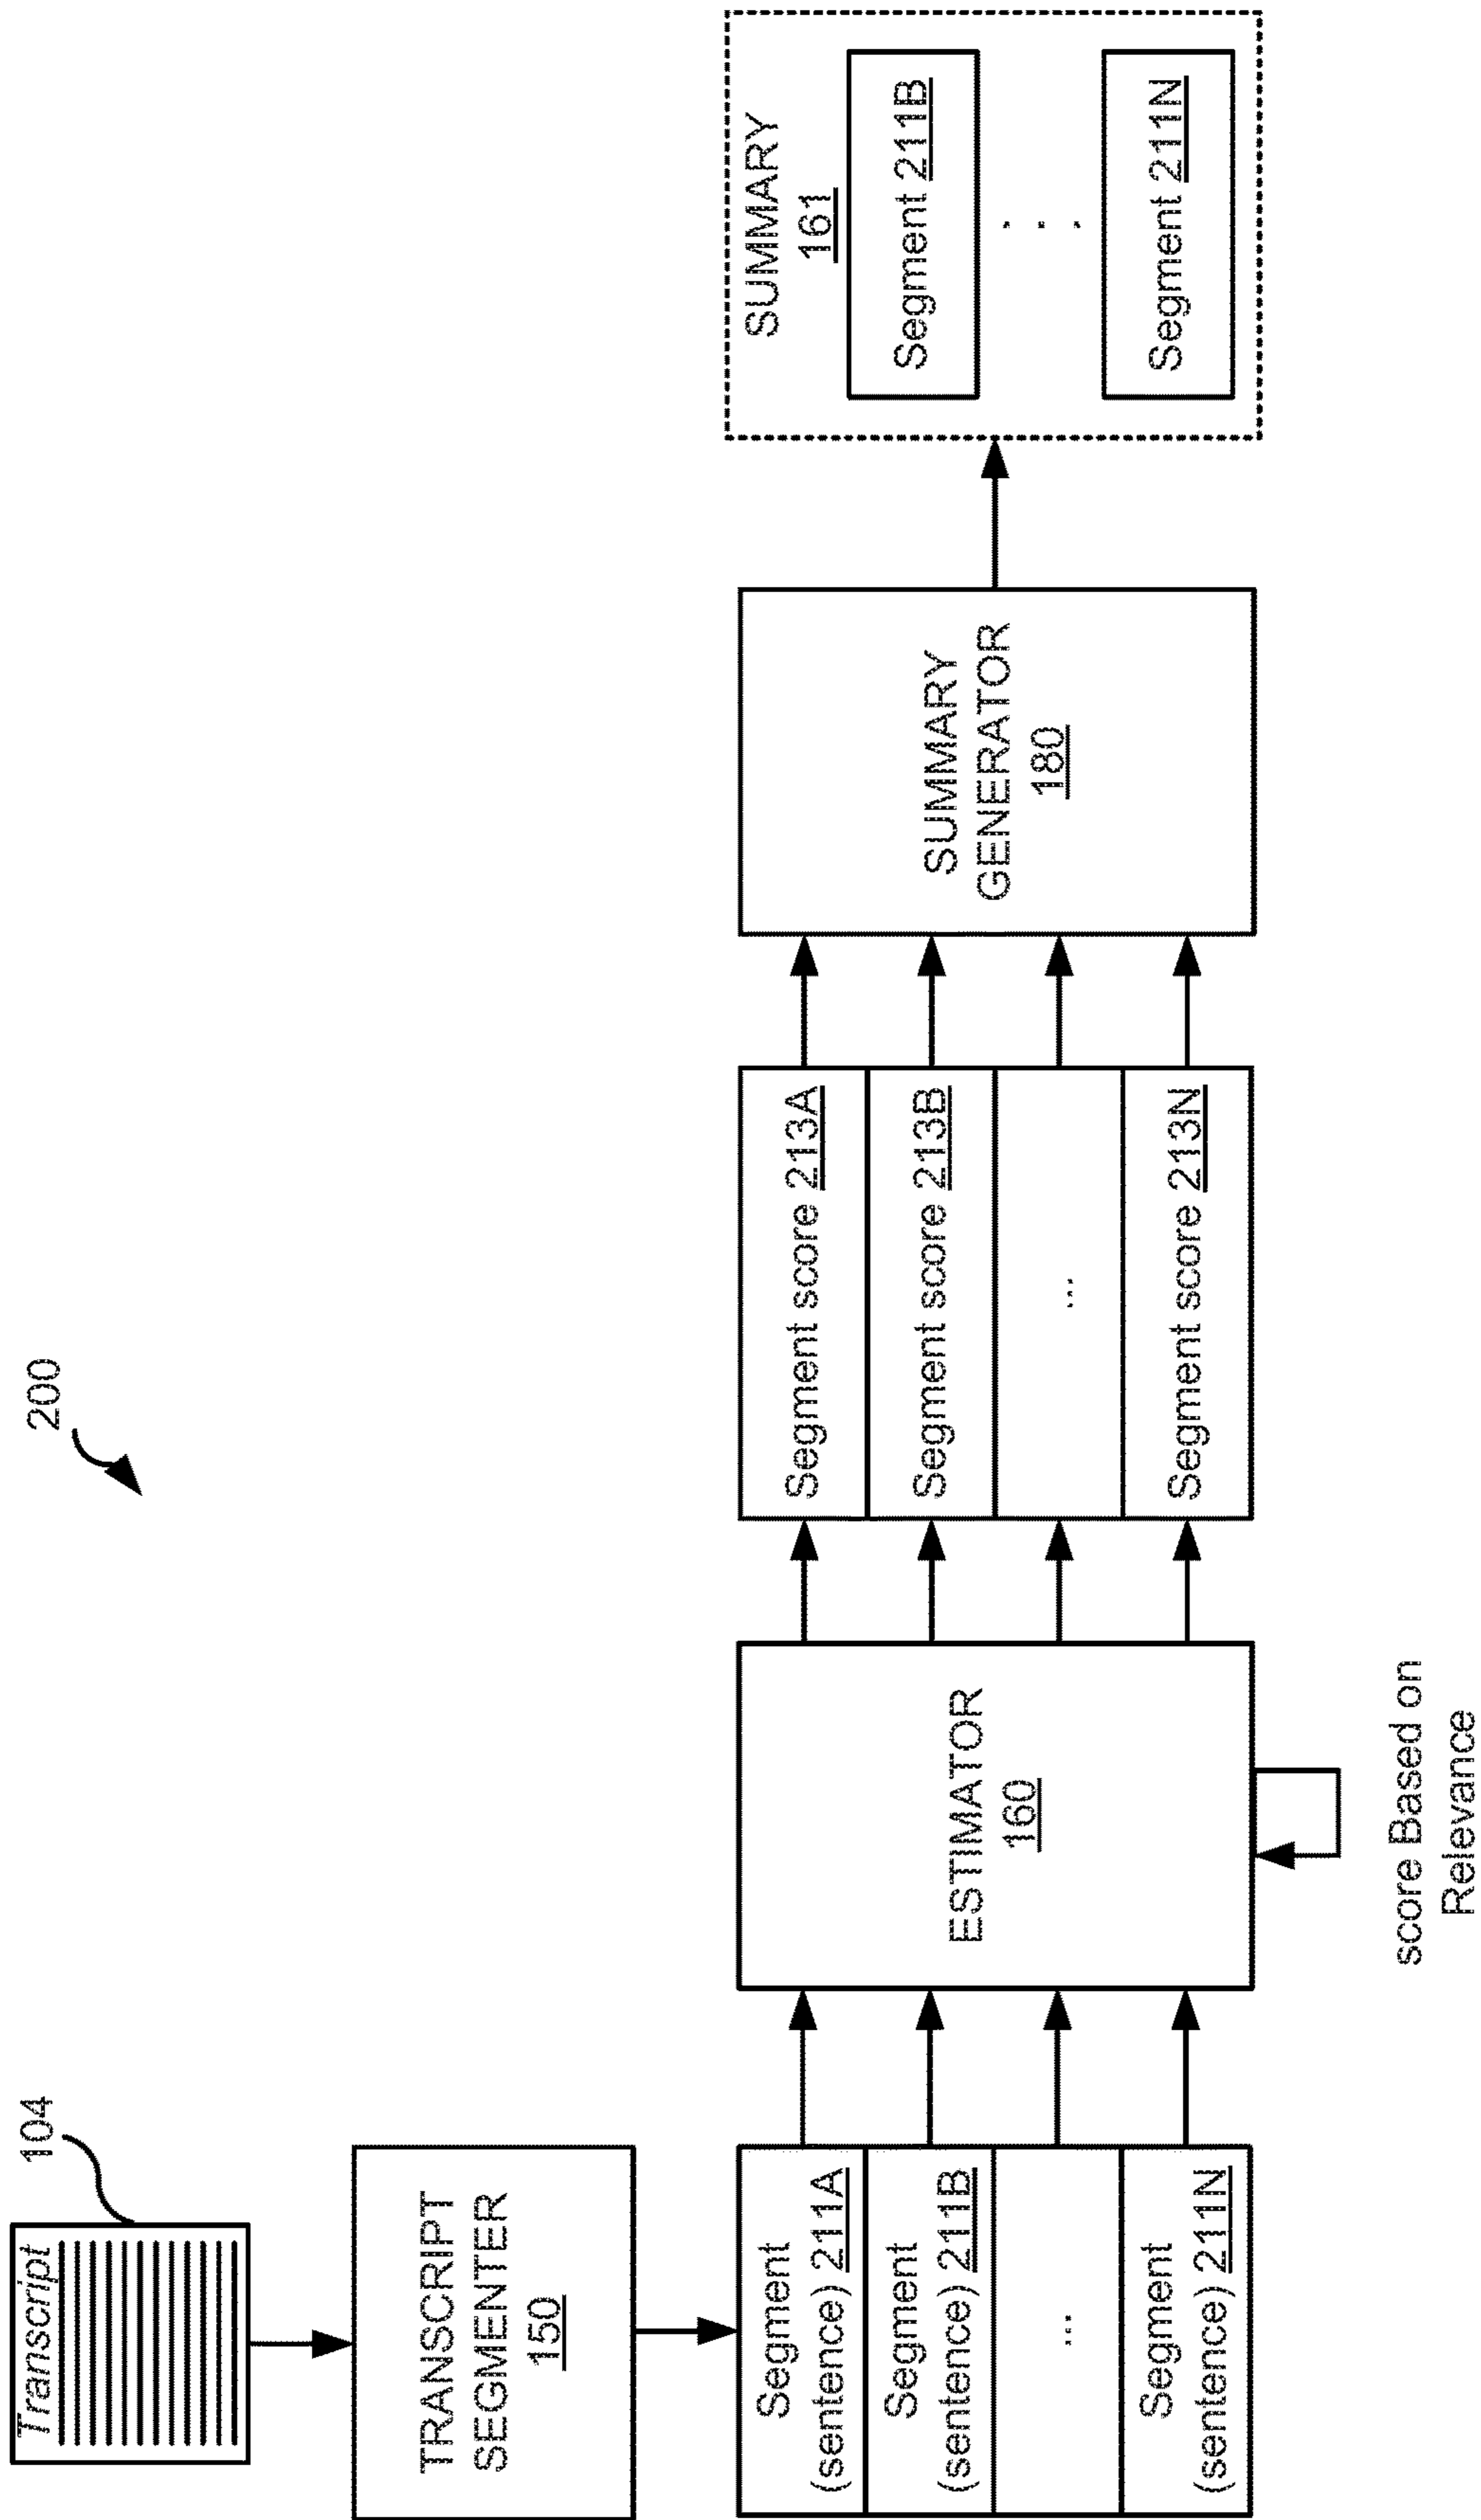 200
Transcript
104
TRANSCRIPT
SEGMENTER
150
Segment
(sentence) 211A
Segment
(sentence) 211B
...
Segment
(sentence) 211N
ESTIMATOR
160
score Based on
Relevance
Segment score 213A
Segment score 213B
...
Segment score 213N
SUMMARY
GENERATOR
180
SUMMARY
161
Segment 211B
. . .
Segment 211N